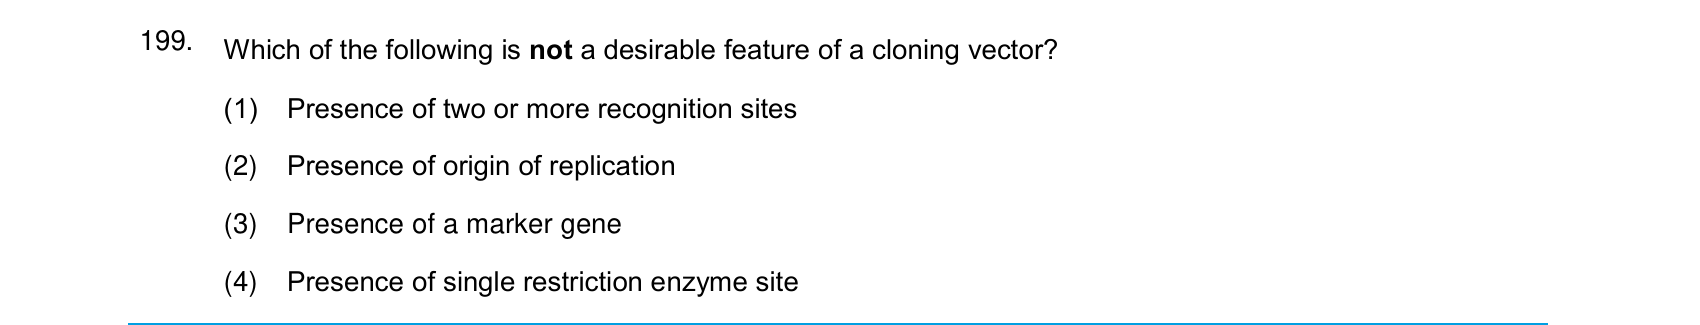 199. Which of the following is not a desirable feature of a cloning vector?
(1) Presence of two or more recognition sites
(2) Presence of origin of replication
(3) Presence of a marker gene
(4) Presence of single restriction enzyme site